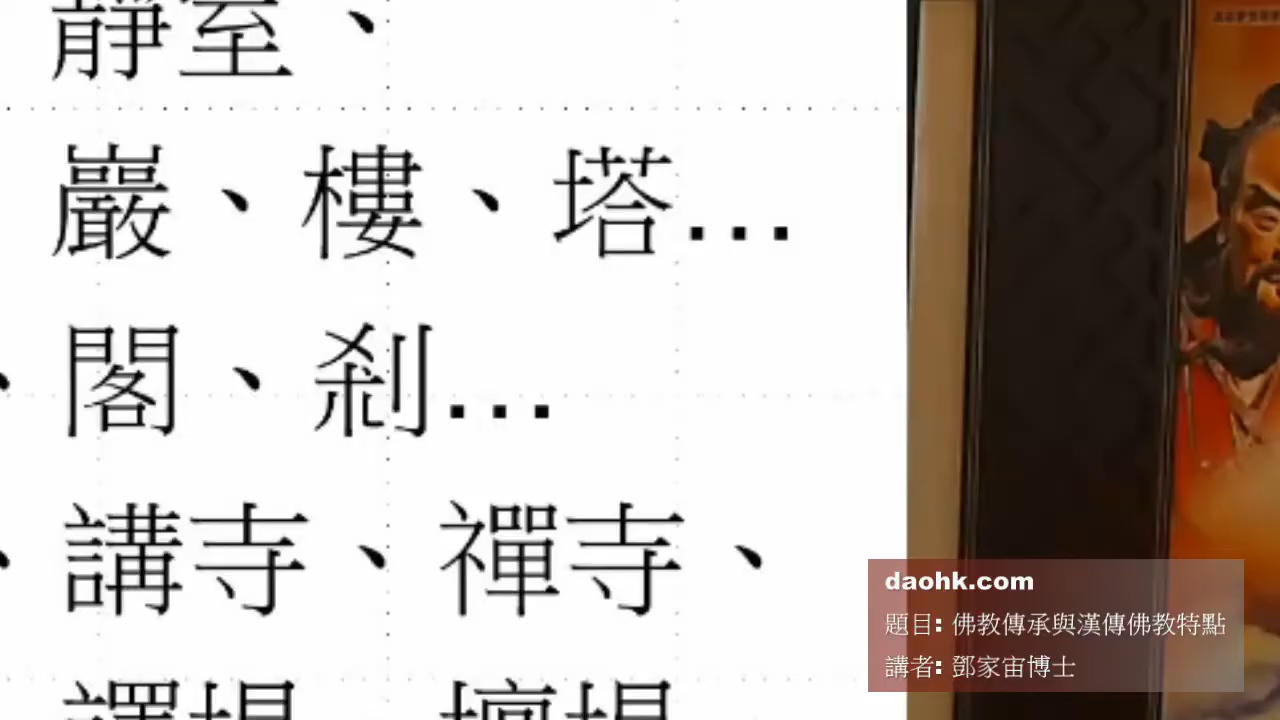 靜室、
巖、樓、塔...
、閣、剎...
、講寺、禪寺、
daohk.com
題目: 佛教傳承與漢傳佛教特點
講者: 鄧家宙博士